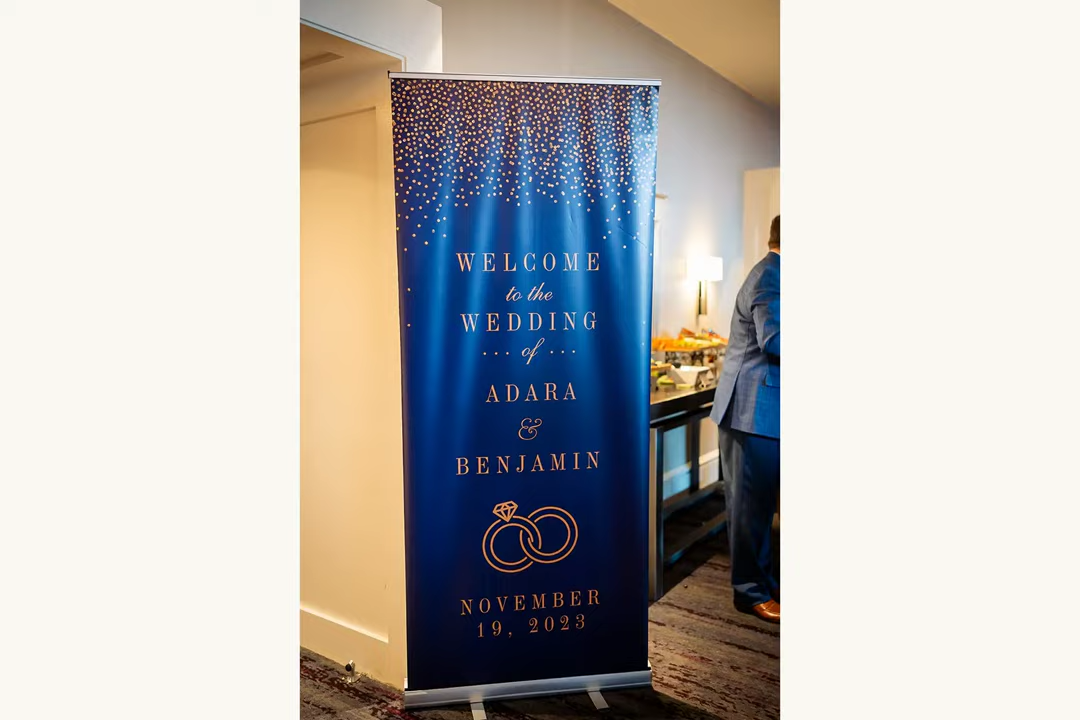 WELCOME
to the
WEDDING
··· of ···
ADARA
&
BENJAMIN
NOVEMBER
19, 2023